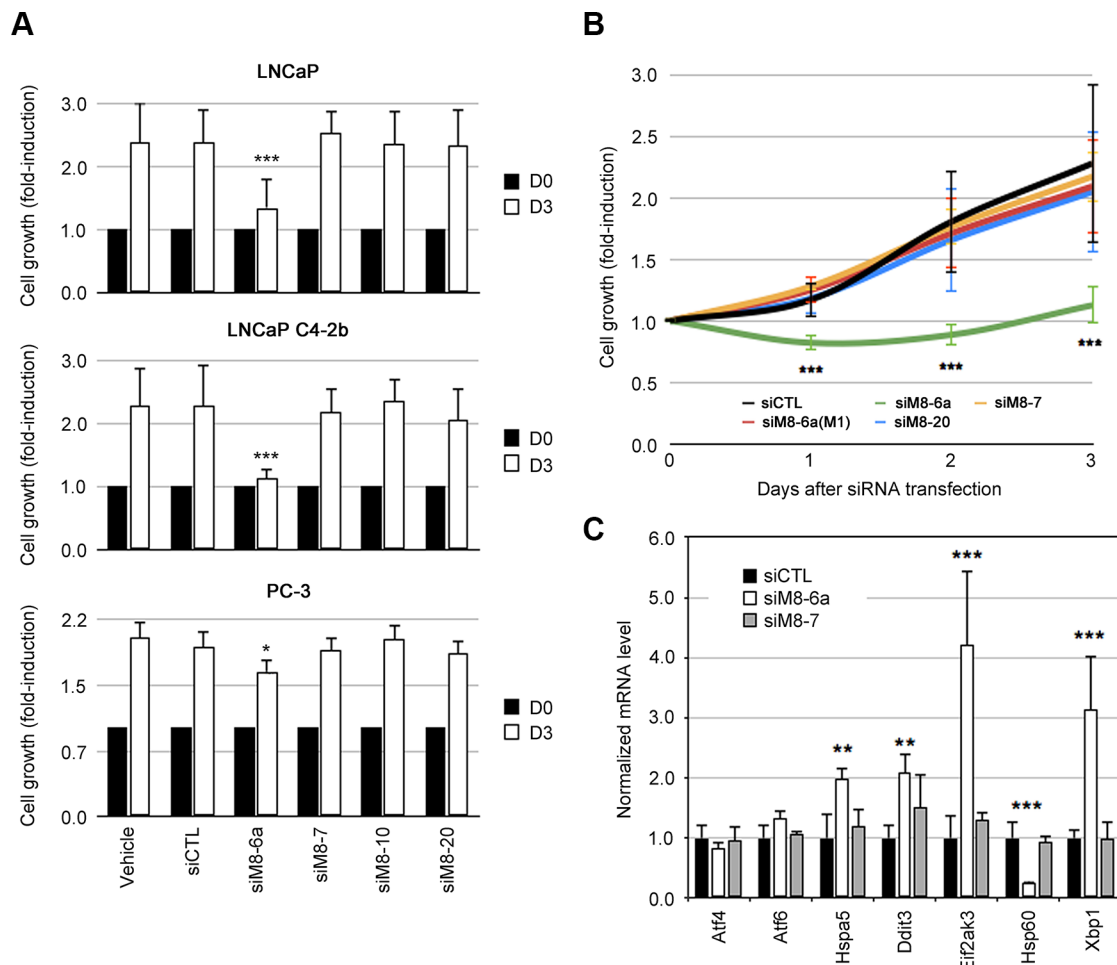 A
LNCaP
Cell growth (fold-induction)
3.0
2.0
1.0
0.0
***
D0
D3
LNCaP C4-2b
Cell growth (fold-induction)
3.0
2.0
1.0
0.0
***
D0
D3
PC-3
Cell growth (fold-induction)
2.2
1.5
0.7
0.0
*
D0
D3
Vehicle
siCTL
siM8-6a
siM8-7
siM8-10
siM8-20
B
Cell growth (fold-induction)
3.0
2.5
2.0
1.5
1.0
0.5
0.0
*** *** ***
siCTL siM8-6a siM8-7
siM8-6a(M1) siM8-20
0 1 2 3
Days after siRNA transfection
C
Normalized mRNA level
6.0
5.0
4.0
3.0
2.0
1.0
0.0
siCTL
siM8-6a
siM8-7
** ** *** *** ***
Atf4
Atf6
Hspa5
Ddit3
Eif2ak3
Hsp60
Xbp1